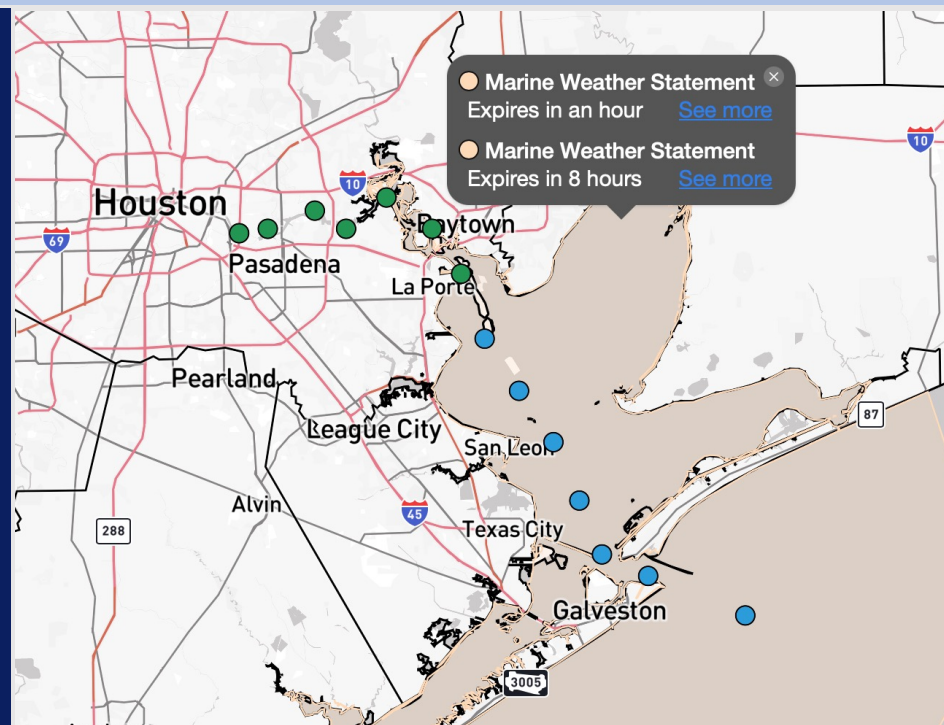 Marine Weather Statement
Expires in an hour See more
Marine Weather Statement
Expires in 8 hours See more
10
10
Houston
Baytown
69
Pasadena
La Porte
Pearland
87
League City
San Leon
Alvin
45
288
Texas City
Galveston
3005